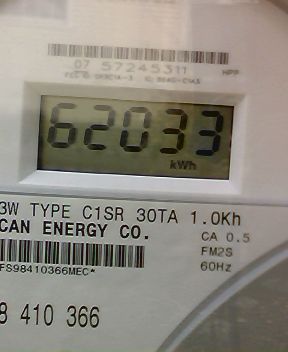 07 57245311
62033
kWh
3W TYPE C1SR 30TA 1.0Kh
CAN ENERGY CO. CA 0.5
FM2S
FS98410366MEC* 60Hz
8 410 366